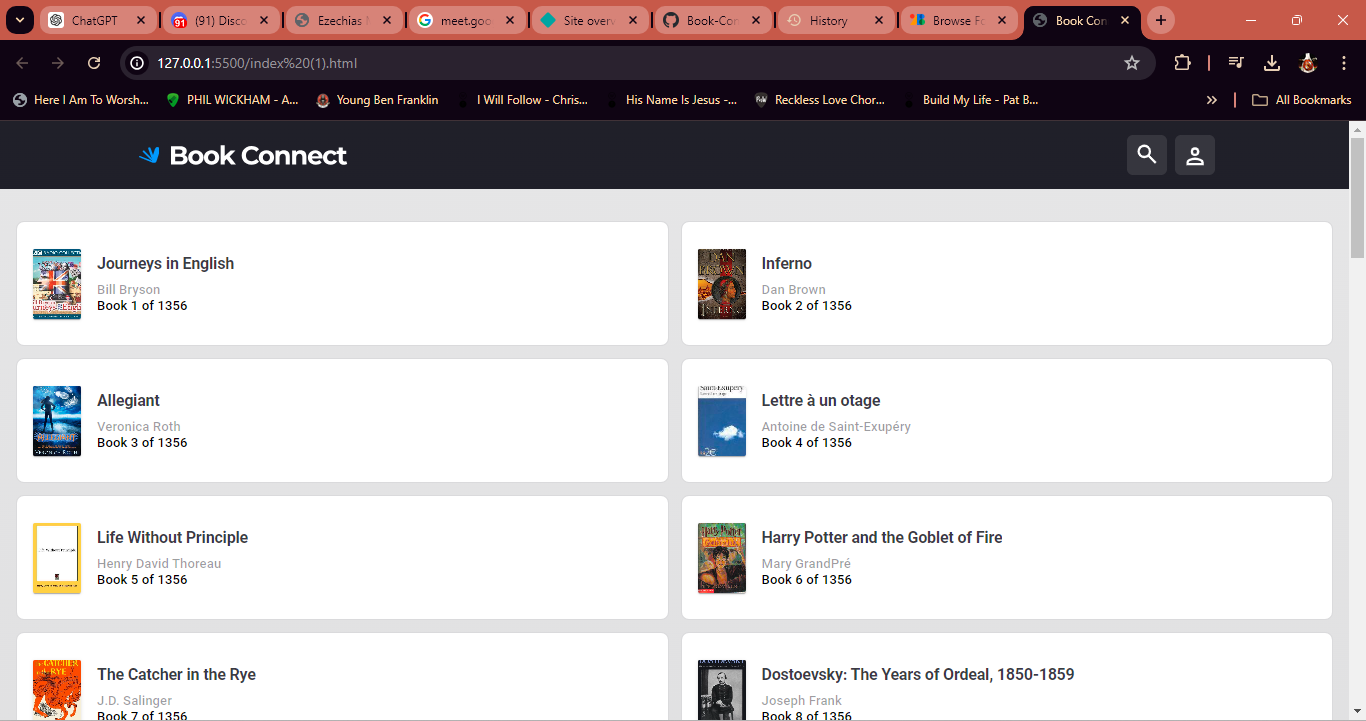 ChatGPT
(91) Disco
Ezechias
meet.goo
Site overv
Book-Con
History
Browse Fo
Book Con
127.0.0.1:5500/index%20(1).html
Here I Am To Worsh...
PHIL WICKHAM - A...
Young Ben Franklin
I Will Follow - Chris...
His Name Is Jesus -...
Reckless Love Chor...
Build My Life - Pat B...
All Bookmarks
Book Connect
Journeys in English
Bill Bryson
Book 1 of 1356
Inferno
Dan Brown
Book 2 of 1356
Allegiant
Veronica Roth
Book 3 of 1356
Lettre à un otage
Antoine de Saint-Exupéry
Book 4 of 1356
Life Without Principle
Henry David Thoreau
Book 5 of 1356
Harry Potter and the Goblet of Fire
Mary GrandPré
Book 6 of 1356
The Catcher in the Rye
J.D. Salinger
Book 7 of 1356
Dostoevsky: The Years of Ordeal, 1850-1859
Joseph Frank
Book 8 of 1356